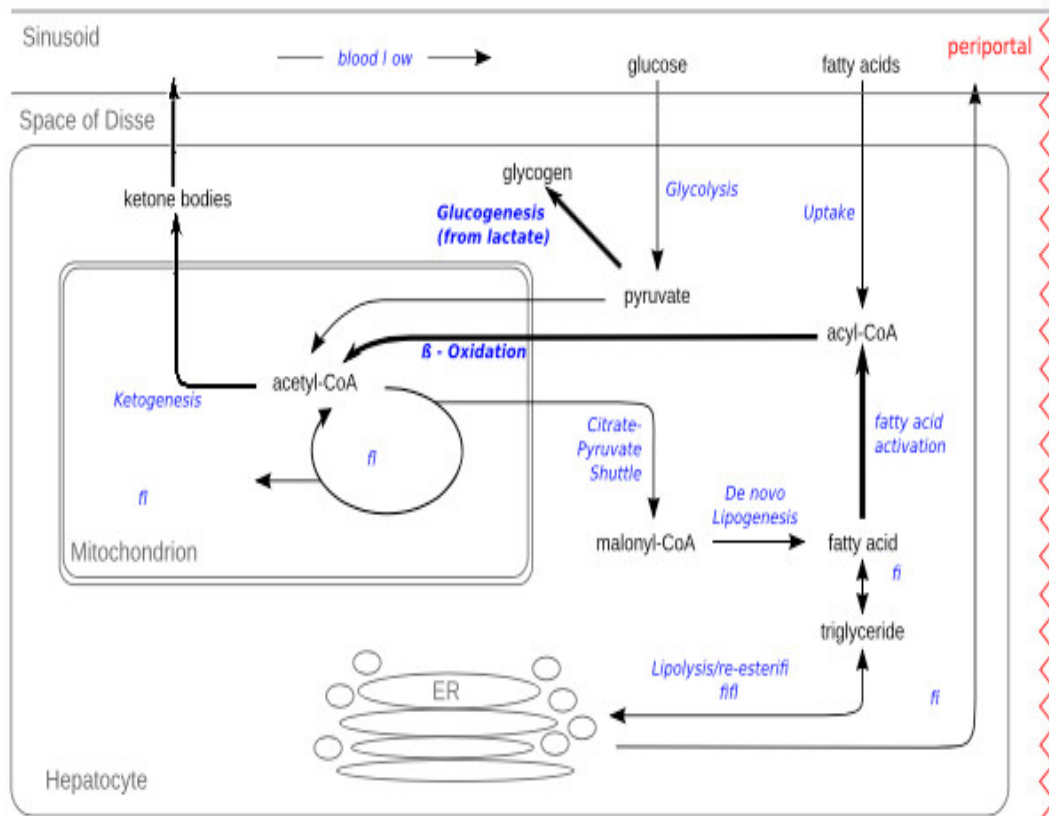 Sinusoid
blood l ow
glucose
fatty acids
periportal
Space of Disse
glycogen
ketone bodies
Glucogenesis
(from lactate)
Glycolysis
Uptake
pyruvate
acyl-CoA
ß - Oxidation
acetyl-CoA
Ketogenesis
Citrate-
Pyruvate
Shuttle
fatty acid
activation
fl
fl
De novo
Lipogenesis
Mitochondrion
malonyl-CoA
fatty acid
fi
triglyceride
Lipolysis/re-esterifi
fifl
ER
fi
Hepatocyte